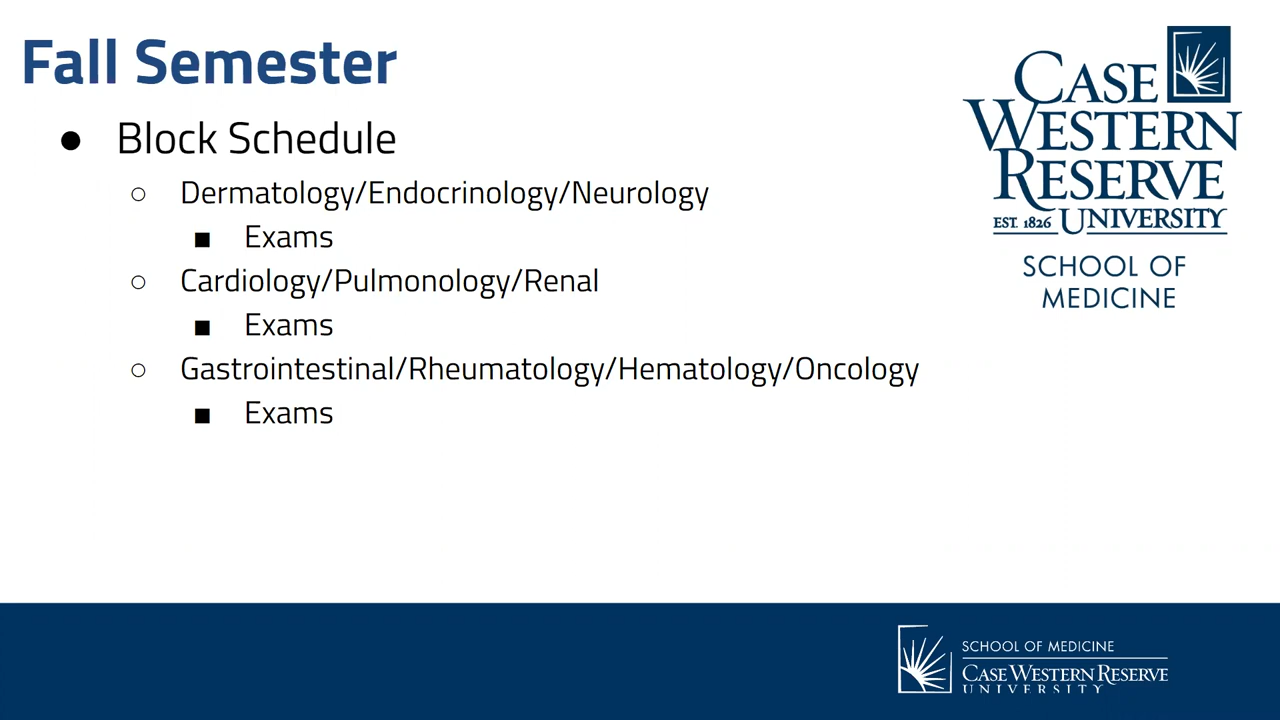 Fall Semester
● Block Schedule
○ Dermatology/Endocrinology/Neurology
■ Exams
○ Cardiology/Pulmonology/Renal
■ Exams
○ Gastrointestinal/Rheumatology/Hematology/Oncology
■ Exams
CASE
WESTERN
RESERVE
EST. 1826 UNIVERSITY
SCHOOL OF
MEDICINE
SCHOOL OF MEDICINE
CASE WESTERN RESERVE
UNIVERSITY